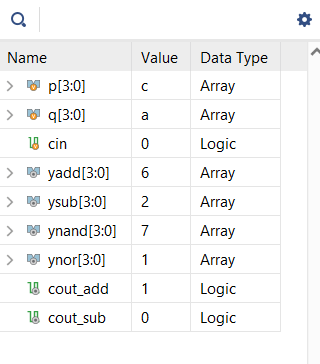 Name Value Data Type
p[3:0] c Array
q[3:0] a Array
cin 0 Logic
yadd[3:0] 6 Array
ysub[3:0] 2 Array
ynand[3:0] 7 Array
ynor[3:0] 1 Array
cout_add 1 Logic
cout_sub 0 Logic